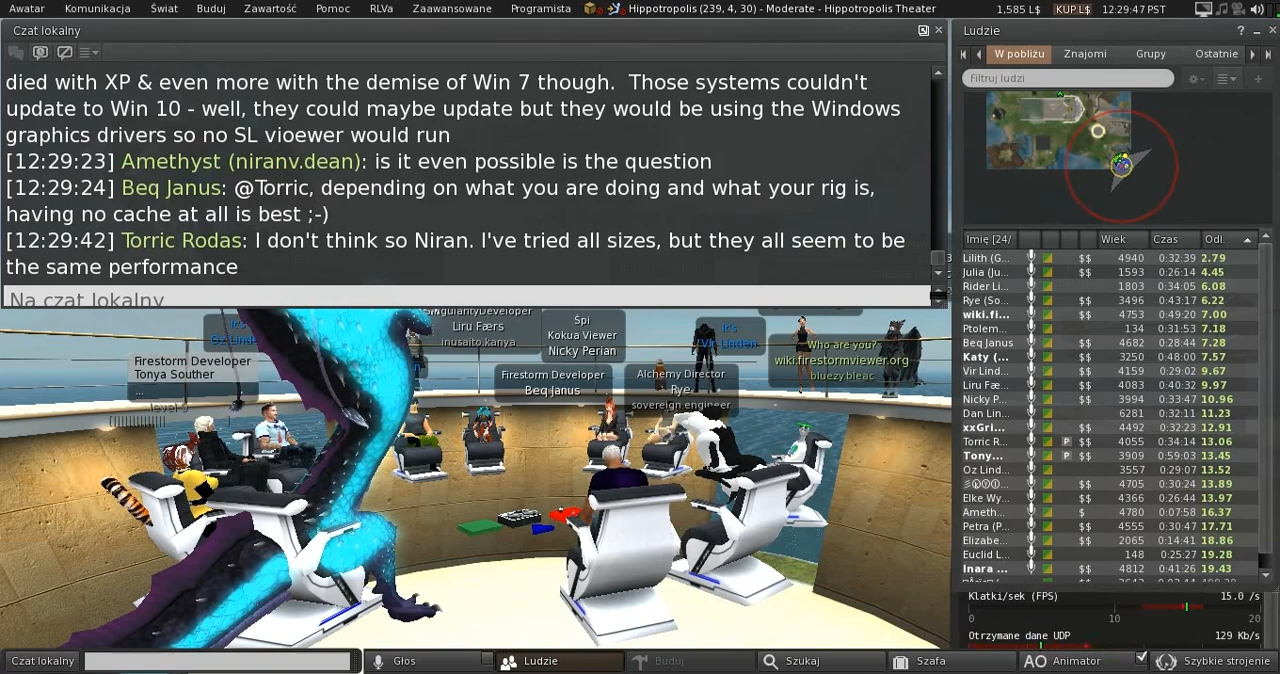 Awatar Komunikacja Świat Buduj Zawartość Pomoc RLVa Zaawansowane Programista Hippotropolis (239, 4, 30) - Moderate - Hippotropolis Theater 1,585 L$ KUP L$ 12:29:47 PST
Czat lokalny
died with XP & even more with the demise of Win 7 though. Those systems couldn't
update to Win 10 - well, they could maybe update but they would be using the Windows
graphics drivers so no SL vioewer would run
[12:29:23] Amethyst (niranv.dean): is it even possible is the question
[12:29:24] Beq Janus: @Torric, depending on what you are doing and what your rig is,
having no cache at all is best ;-)
[12:29:42] Torric Rodas: I don't think so Niran. I've tried all sizes, but they all seem to be
the same performance
Na czat lokalny
Ludzie
W pobliżu Znajomi Grupy Ostatnie
Filtruj ludzi
Imię [24/ Wiek Czas Odl.
Lilith (G... $$ 4940 0:32:39 2.79
Julia (Ju... $$ 1593 0:26:14 4.45
Rider Li... 1803 0:34:05 6.08
Rye (So... $$ 3496 0:43:17 6.22
wiki.fi... $$ 4753 0:49:20 7.00
Ptolem... 134 0:31:53 7.18
Beq Janus $$ 4682 0:28:44 7.28
Katy (... $$ 3250 0:48:00 7.57
Vir Lind... $$ 4159 0:29:02 9.67
Liru Fæ... $$ 4083 0:40:32 9.97
Nicky P... $$ 3994 0:33:47 10.96
Dan Lin... 6281 0:32:11 11.23
xxGri... $$ 4492 0:32:23 12.91
Torric R... P $$ 4055 0:34:14 13.06
Tony... P $$ 3909 0:59:03 13.45
Oz Lind... 3557 0:29:07 13.52
$$ 4705 0:30:24 13.89
Elke Wy... $$ 4366 0:26:44 13.97
Ameth... $ 4780 0:07:58 16.37
Petra (P... $$ 4555 0:30:47 17.71
Elizabe... $$ 2065 0:14:41 18.86
Euclid L... 148 0:25:27 19.28
Inara ... $$ 4812 0:41:26 19.43
Klatki/sek (FPS) 15.0 /s
0 10 20
Otrzymane dane UDP 129 Kb/s
It's
Oz Linde
Firestorm Developer
Tonya Souther
...
level 9
SingularityDeveloper
Liru Færs
inusaito.kanya
Śpi
Kokua Viewer
Nicky Perian
Firestorm Developer
Beq Janus
Alchemy Director
Rye
sovereign.engineer
It's
Vir Linden
Who are you?
wiki.firestormviewer.org
bluezy.bleac
Czat lokalny Głos Ludzie Buduj Szukaj Szafa AO Animator Szybkie strojenie